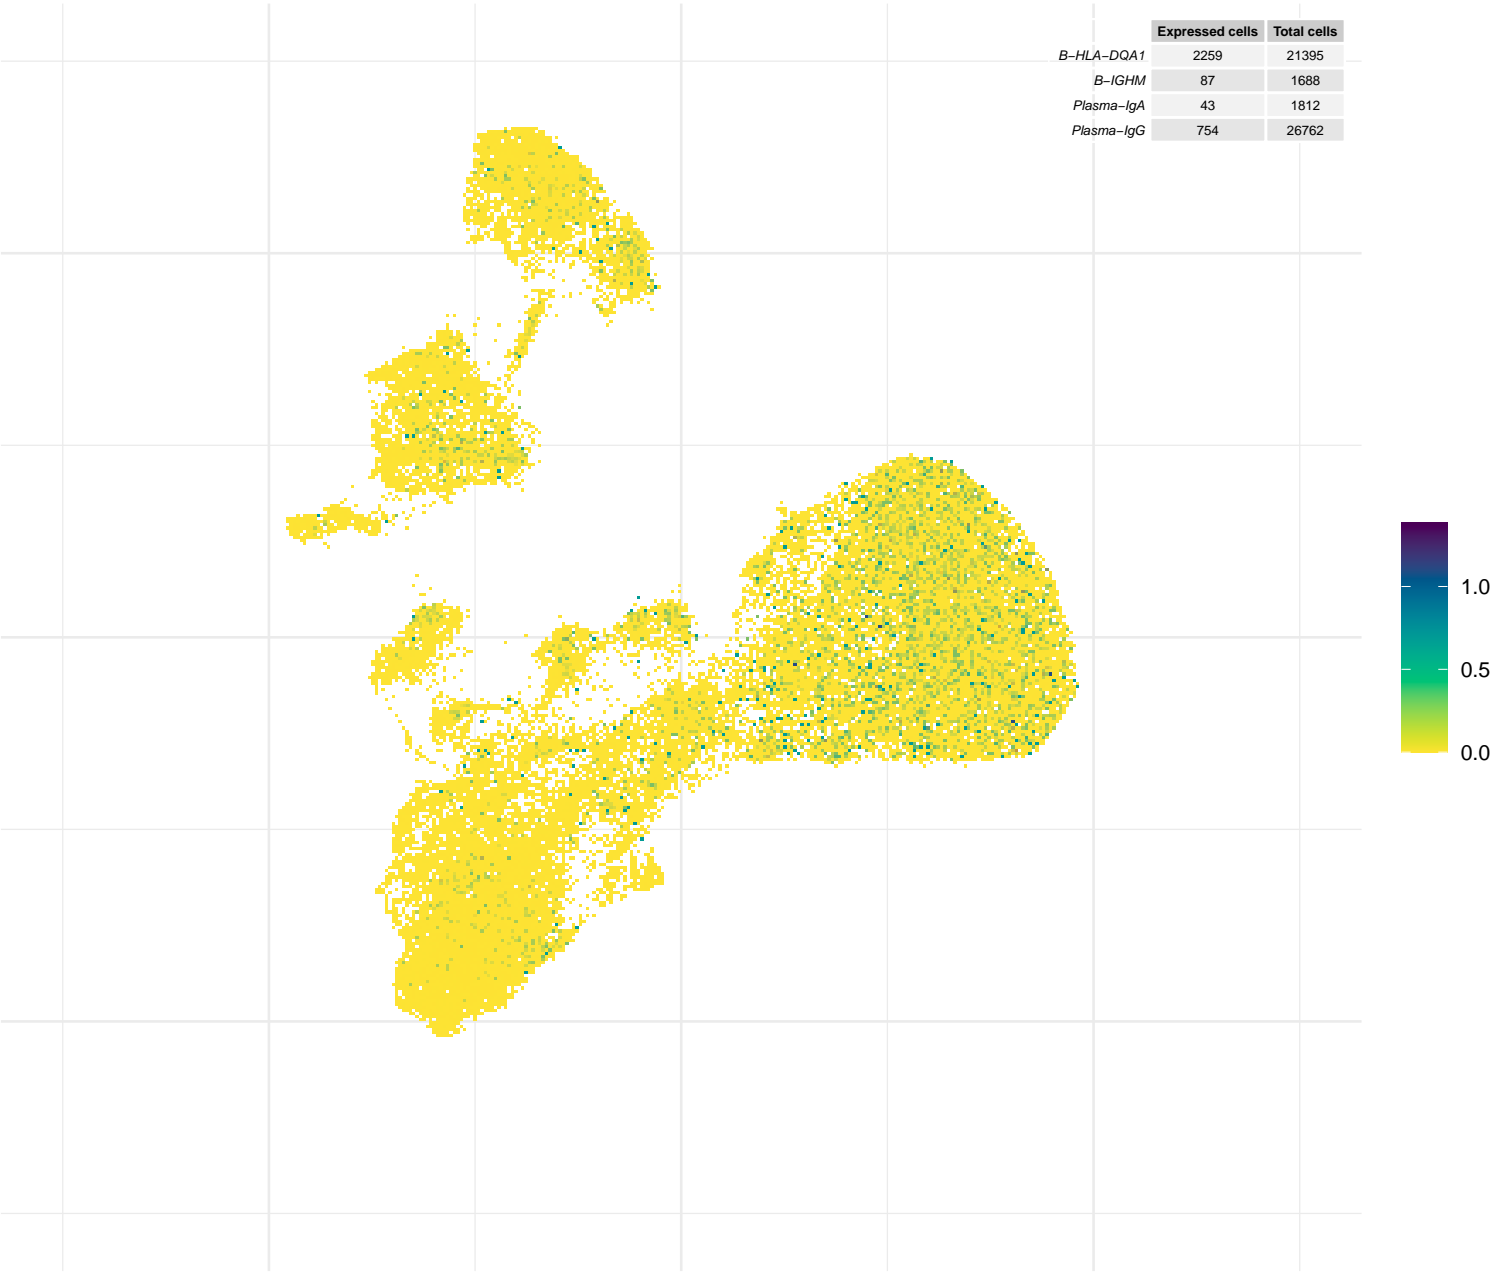 Expressed cells Total cells
B−HLA−DQA1 2259 21395
B−IGHM 87 1688
Plasma−IgA 43 1812
Plasma−IgG 754 26762
1.0
0.5
0.0